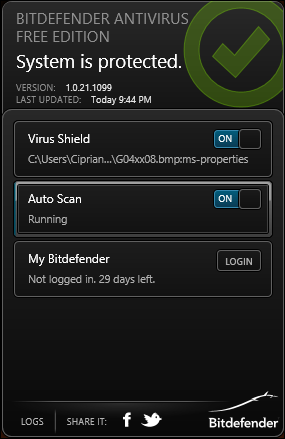 BITDEFENDER ANTIVIRUS
FREE EDITION
System is protected.
VERSION: 1.0.21.1099
LAST UPDATED: Today 9:44 PM
Virus Shield ON
C:\Users\Ciprian...\G04xx08.bmp:ms-properties
Auto Scan ON
Running
My Bitdefender LOGIN
Not logged in. 29 days left.
LOGS SHARE IT: f Bitdefender